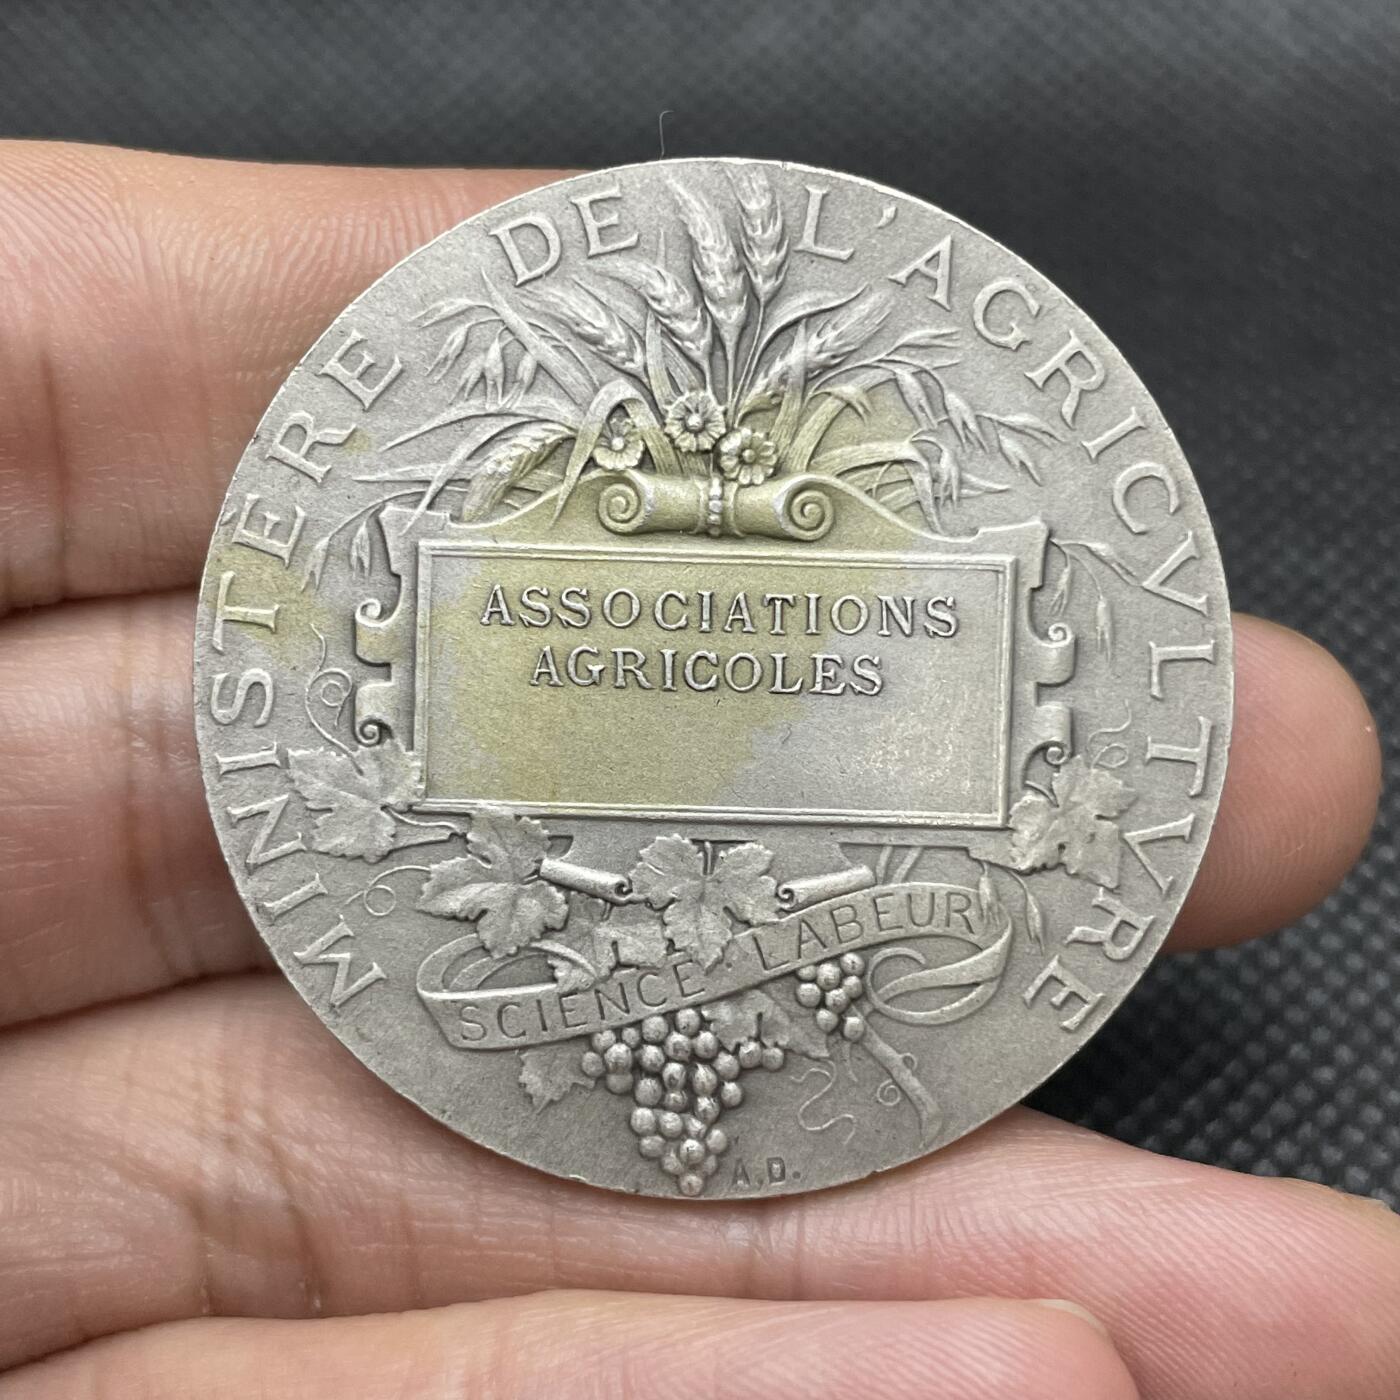 MINISTÈRE DE L'AGRICVLTVRE
ASSOCIATIONS
AGRICOLES
SCIENCE · LABEUR
A.D.